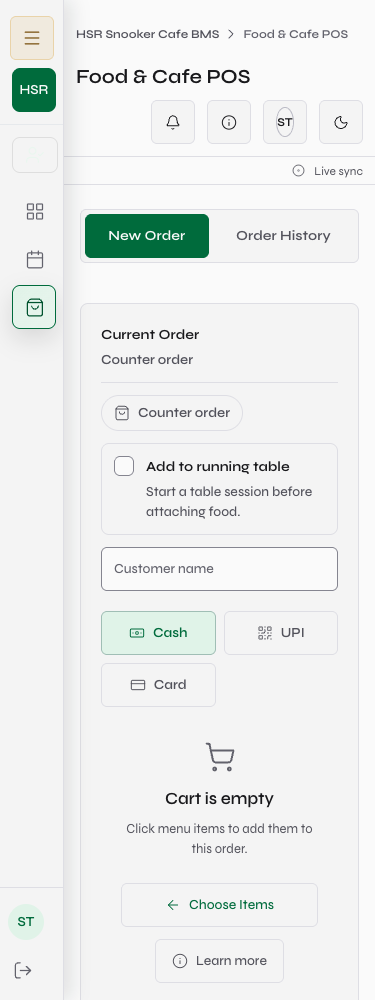 HSR Snooker Cafe BMS > Food & Cafe POS
HSR
Food & Cafe POS
ST
Live sync
New Order
Order History
Current Order
Counter order
Counter order
Add to running table
Start a table session before
attaching food.
Customer name
Cash
UPI
Card
Cart is empty
Click menu items to add them to
this order.
Choose Items
Learn more
ST